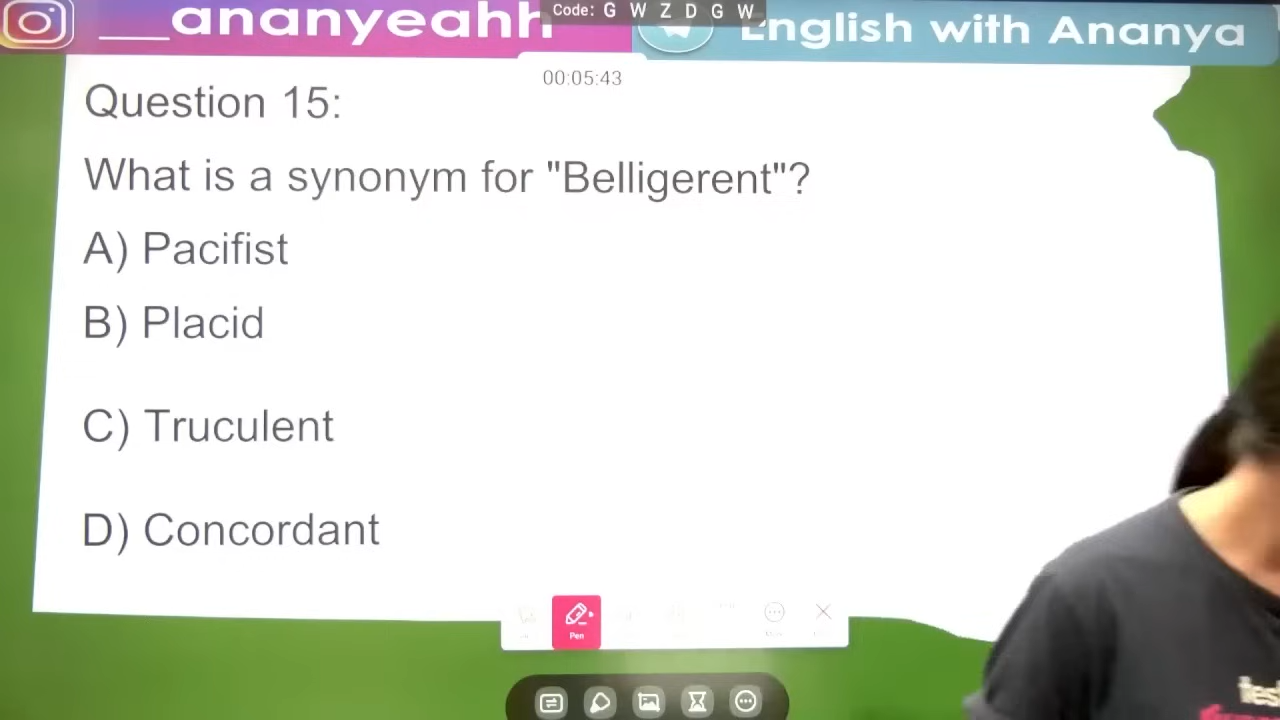 ___ananyeahh
Code: G W Z D G W
English with Ananya
00:05:43
Question 15:
What is a synonym for "Belligerent"?
A) Pacifist
B) Placid
C) Truculent
D) Concordant
Pen